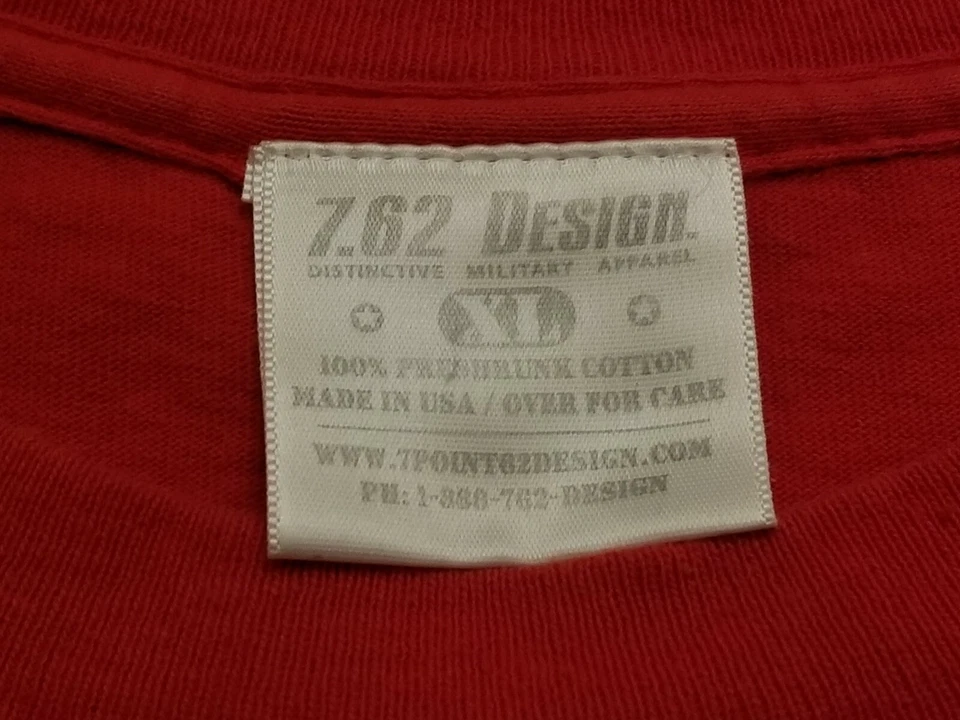 7.62 DESIGN.
DISTINCTIVE MILITARY APPAREL
XL
100% PRESHRUNK COTTON
MADE IN USA / OVER FOR CARE
WWW.7POINT62DESIGN.COM
PH: 1-888-762-DESIGN